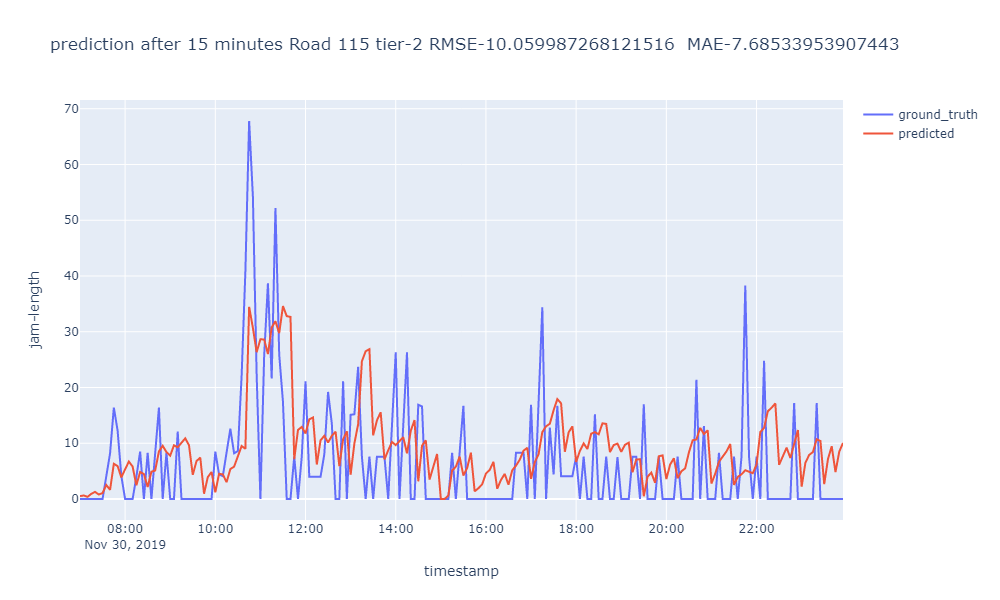 prediction after 15 minutes Road 115 tier-2 RMSE-10.059987268121516  MAE-7.68533953907443
ground_truth
predicted
70
60
50
40
30
20
10
0
jam-length
08:00 10:00 12:00 14:00 16:00 18:00 20:00 22:00
Nov 30, 2019
timestamp